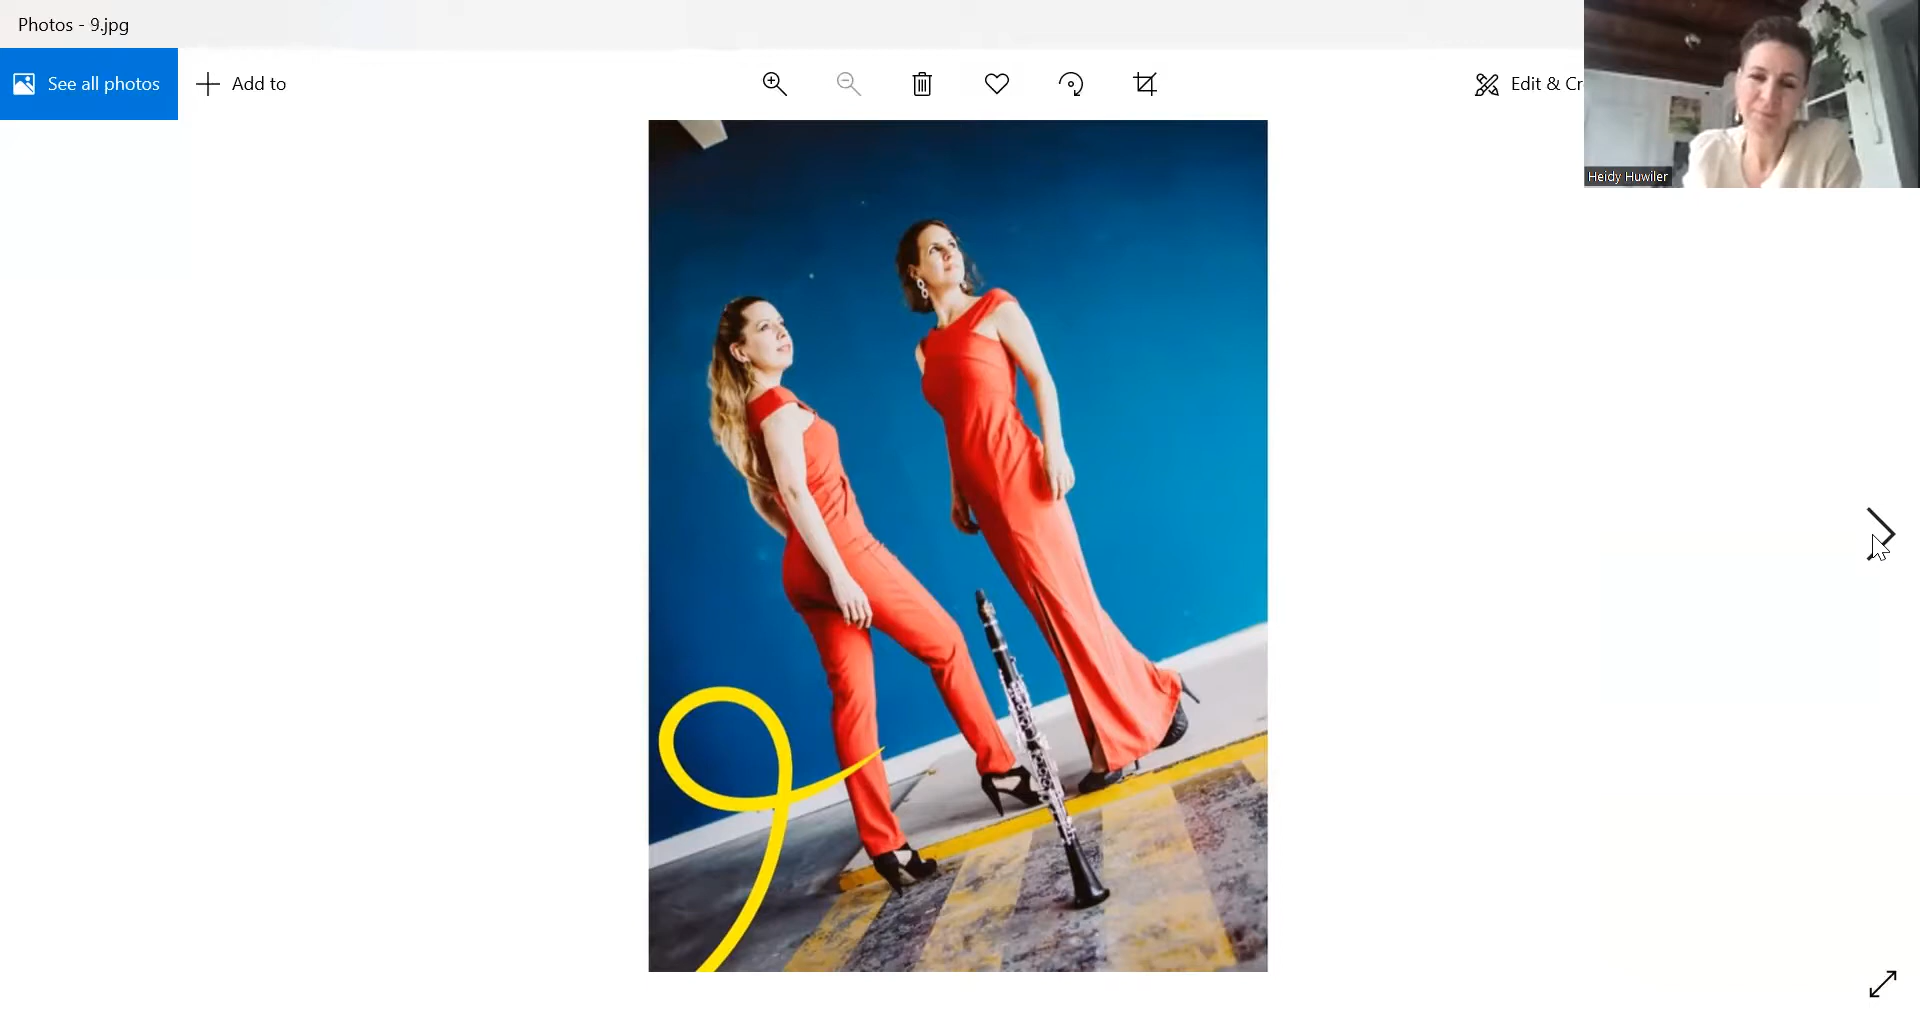 Photos - 9.jpg
See all photos
Add to
Edit & Cr
Heidy Huwiler